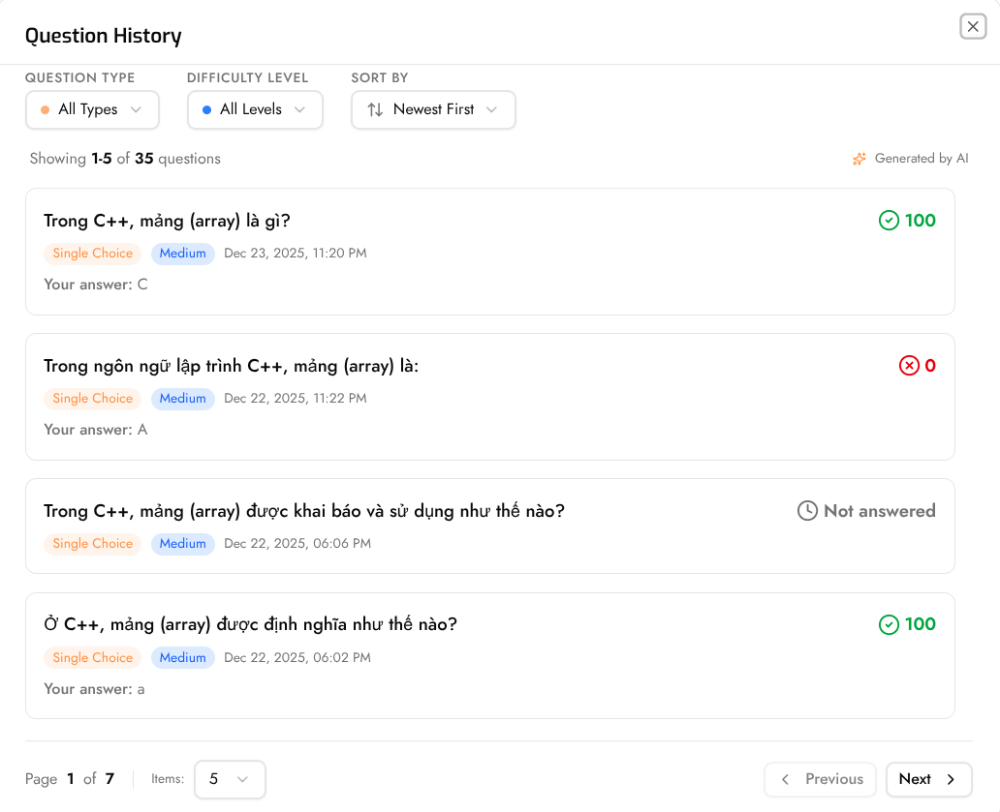 Question History
QUESTION TYPE DIFFICULTY LEVEL SORT BY
All Types All Levels Newest First
Showing 1-5 of 35 questions Generated by AI
Trong C++, mảng (array) là gì? 100
Single Choice Medium Dec 23, 2025, 11:20 PM
Your answer: C
Trong ngôn ngữ lập trình C++, mảng (array) là: 0
Single Choice Medium Dec 22, 2025, 11:22 PM
Your answer: A
Trong C++, mảng (array) được khai báo và sử dụng như thế nào? Not answered
Single Choice Medium Dec 22, 2025, 06:06 PM
Ở C++, mảng (array) được định nghĩa như thế nào? 100
Single Choice Medium Dec 22, 2025, 06:02 PM
Your answer: a
Page 1 of 7 Items: 5 Previous Next